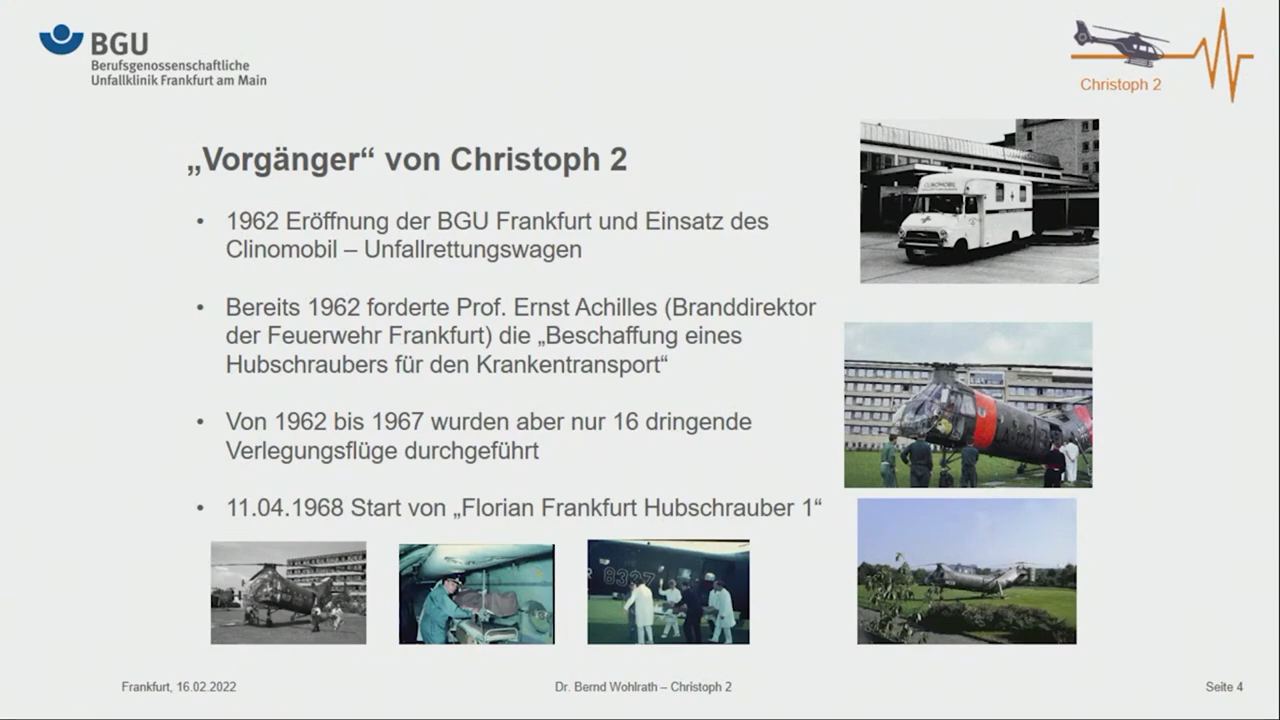 BGU
Berufsgenossenschaftliche
Unfallklinik Frankfurt am Main
Christoph 2
„Vorgänger“ von Christoph 2
• 1962 Eröffnung der BGU Frankfurt und Einsatz des
Clinomobil – Unfallrettungswagen
• Bereits 1962 forderte Prof. Ernst Achilles (Branddirektor
der Feuerwehr Frankfurt) die „Beschaffung eines
Hubschraubers für den Krankentransport“
• Von 1962 bis 1967 wurden aber nur 16 dringende
Verlegungsflüge durchgeführt
• 11.04.1968 Start von „Florian Frankfurt Hubschrauber 1“
CLINOMOBIL
Frankfurt, 16.02.2022
Dr. Bernd Wohlrath – Christoph 2
Seite 4